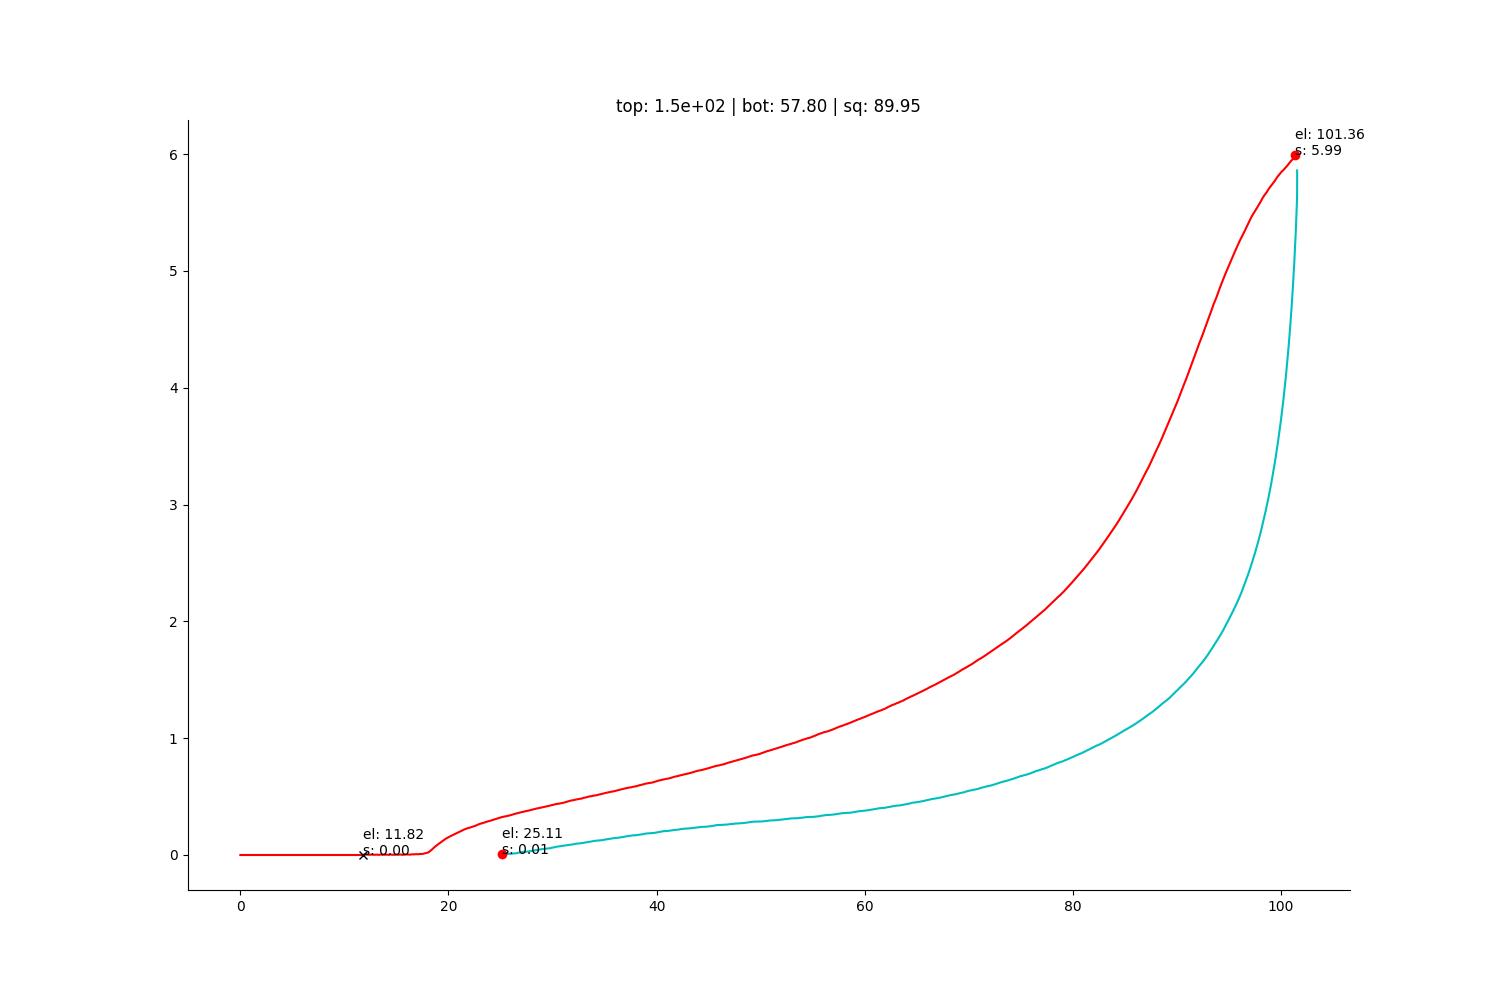 top: 1.5e+02 | bot: 57.80 | sq: 89.95
el: 101.36
s: 5.99
6
5
4
3
2
1
0
el: 11.82
s: 0.00
el: 25.11
s: 0.01
0
20
40
60
80
100